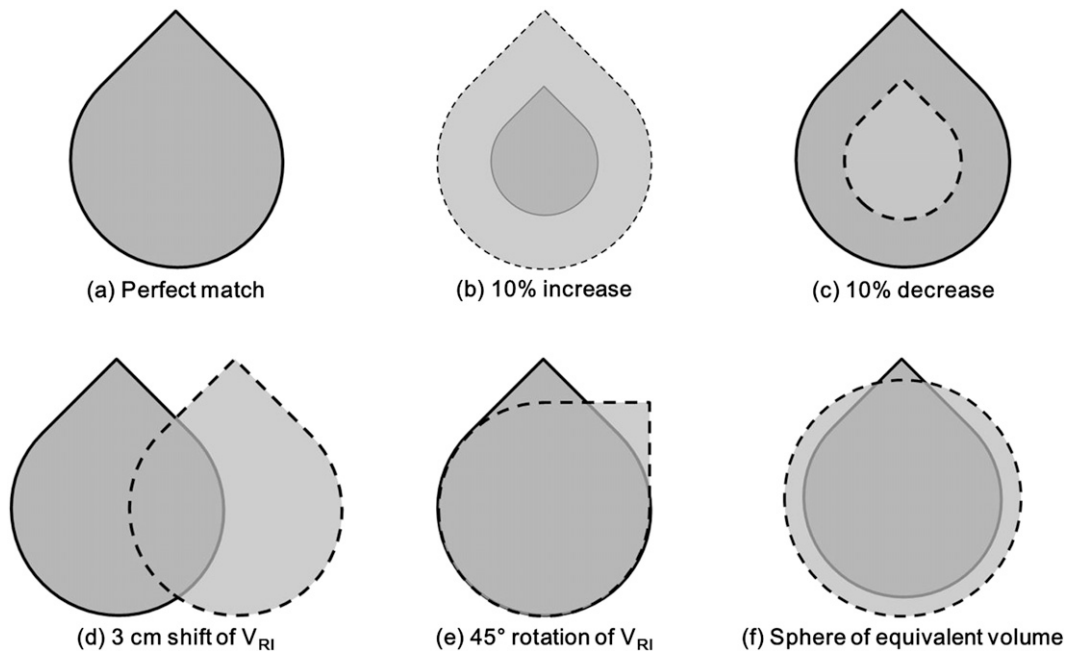 (a) Perfect match
(b) 10% increase
(c) 10% decrease
(d) 3 cm shift of V_RI
(e) 45° rotation of V_RI
(f) Sphere of equivalent volume